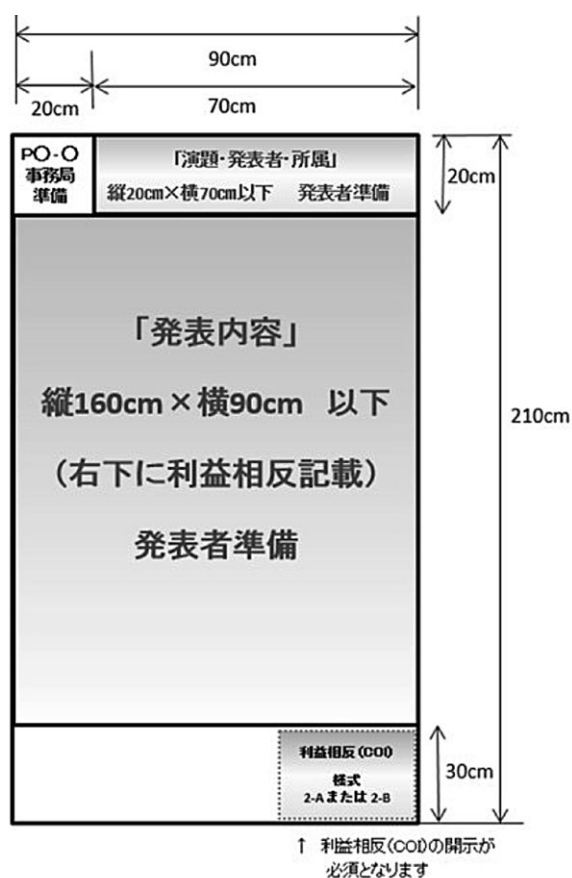 90cm
20cm
70cm
PO-O
事務局
準備
「演題・発表者・所属」
縦20cm×横70cm以下 発表者準備
20cm
「発表内容」
縦160cm×横90cm 以下
（右下に利益相反記載）
発表者準備
210cm
利益相反(COI)
様式
2-Aまたは2-B
30cm
↑ 利益相反(COI)の開示が
必須となります